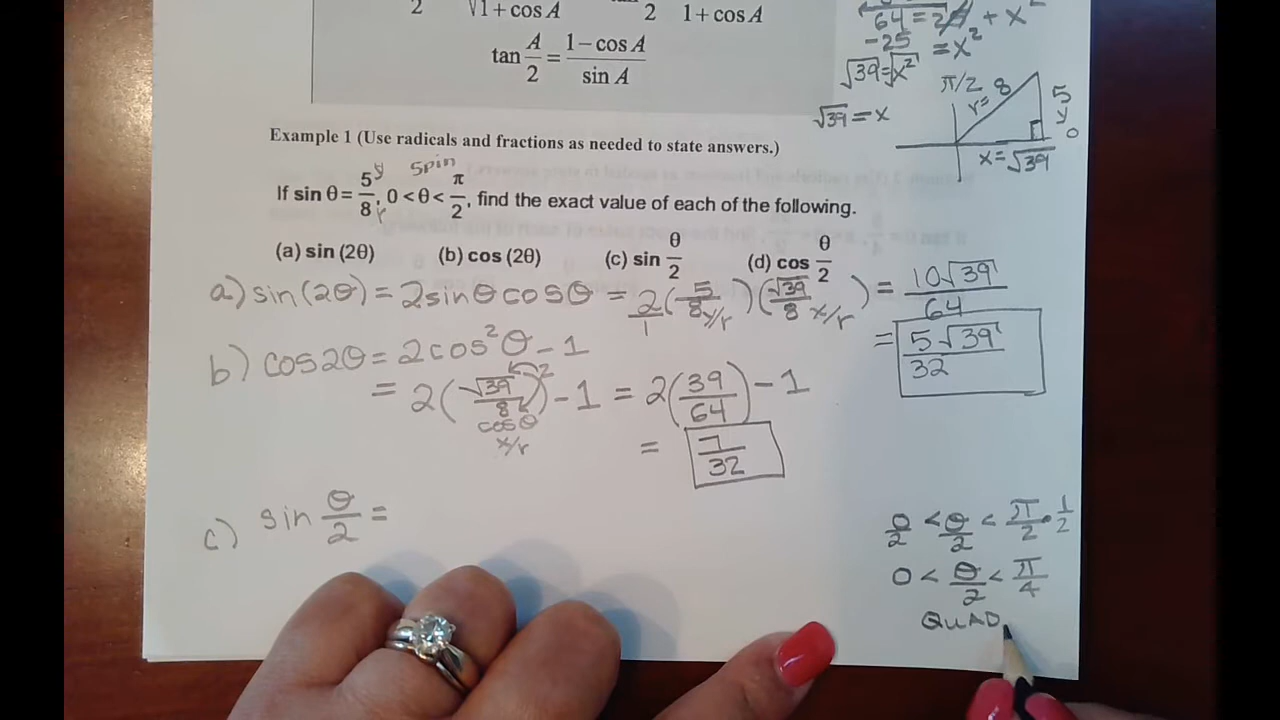 2 √1 + cos A 2 1 + cos A
tan A/2 = (1 − cos A)/(sin A)
64 = 25 + x²
-25 = x²
√39 = √x²
√39 = x
π/2
r = 8
5
y
0
x = √39
Example 1 (Use radicals and fractions as needed to state answers.)
y spin
If sin θ = 5/8, 0 < θ < π/2, find the exact value of each of the following.
r
(a) sin (2θ) (b) cos (2θ) (c) sin θ/2 (d) cos θ/2
a) sin(2θ) = 2sinθcosθ = 2/1 (5/8 y/r)(√39/8 x/r) = 10√39/64
= 5√39/32
b) cos2θ = 2cos²θ − 1
= 2(√39/8)² − 1 = 2(39/64) − 1
cosθ
x/r
= 7/32
c) sin θ/2 =
0/2 < θ/2 < π/2 · 1/2
0 < θ/2 < π/4
QUAD